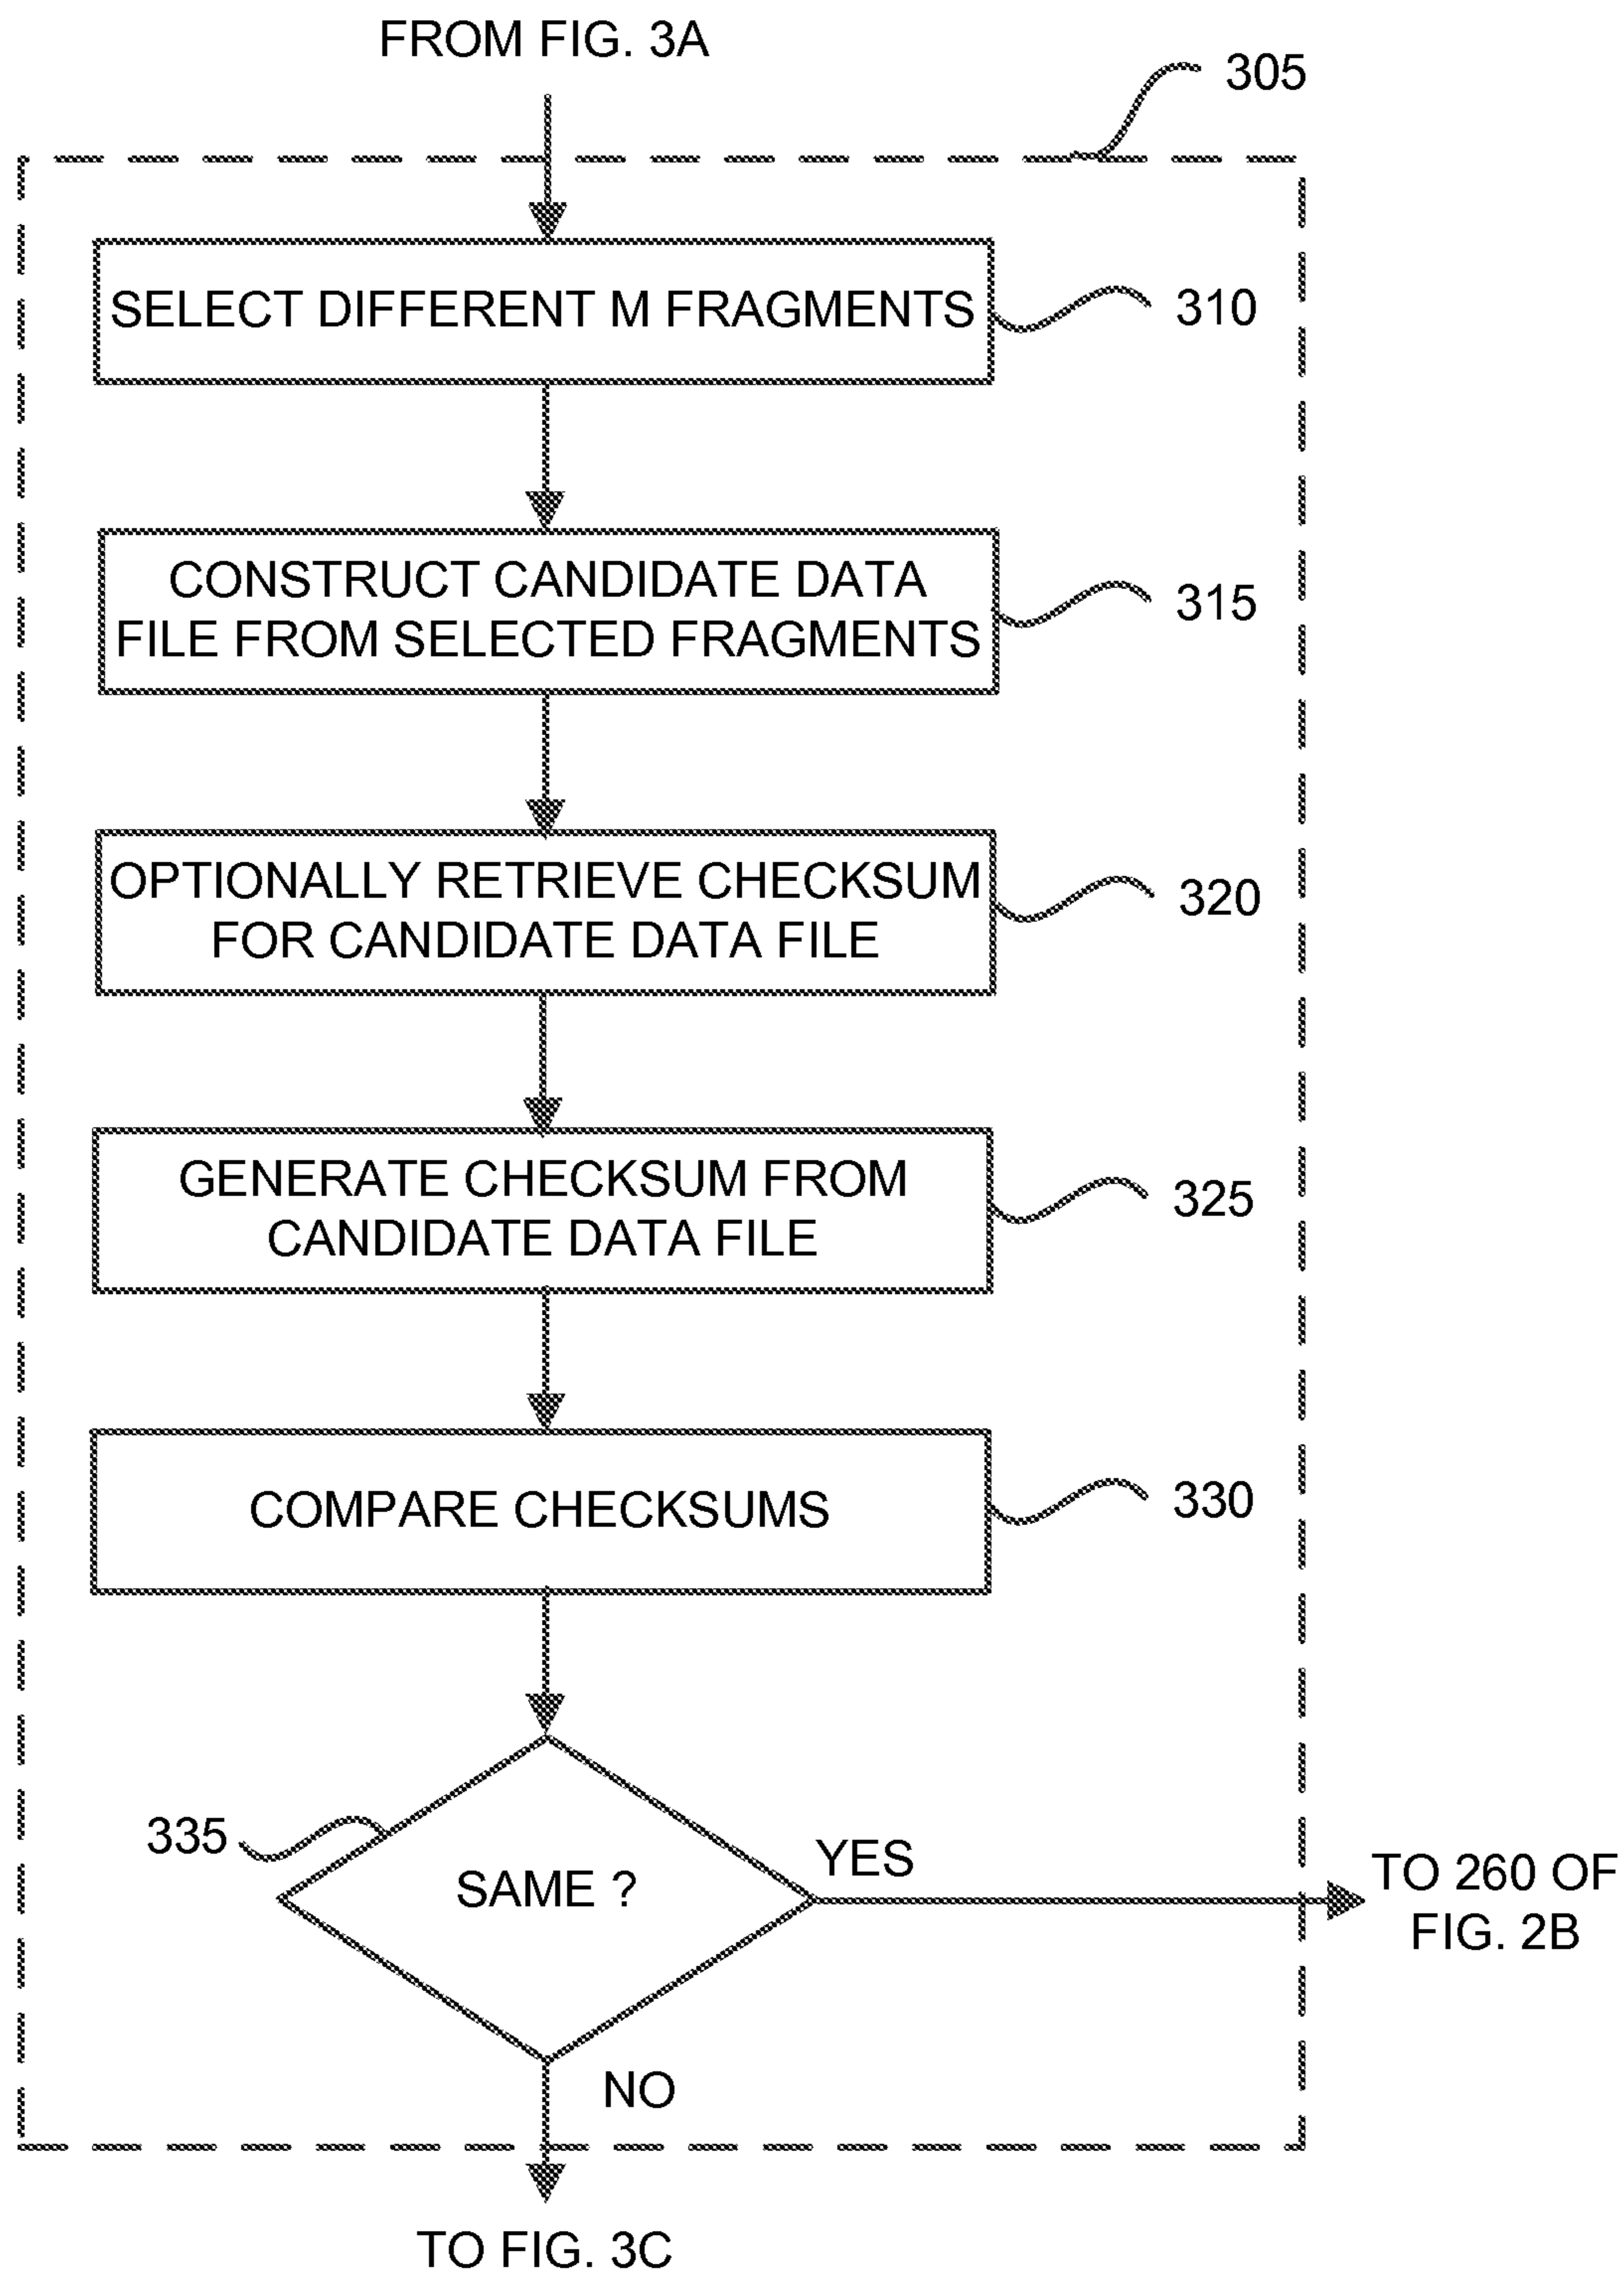 FROM FIG. 3A
305
SELECT DIFFERENT M FRAGMENTS
310
CONSTRUCT CANDIDATE DATA
FILE FROM SELECTED FRAGMENTS
315
OPTIONALLY RETRIEVE CHECKSUM
FOR CANDIDATE DATA FILE
320
GENERATE CHECKSUM FROM
CANDIDATE DATA FILE
325
COMPARE CHECKSUMS
330
335
SAME ?
YES
TO 260 OF
FIG. 2B
NO
TO FIG. 3C